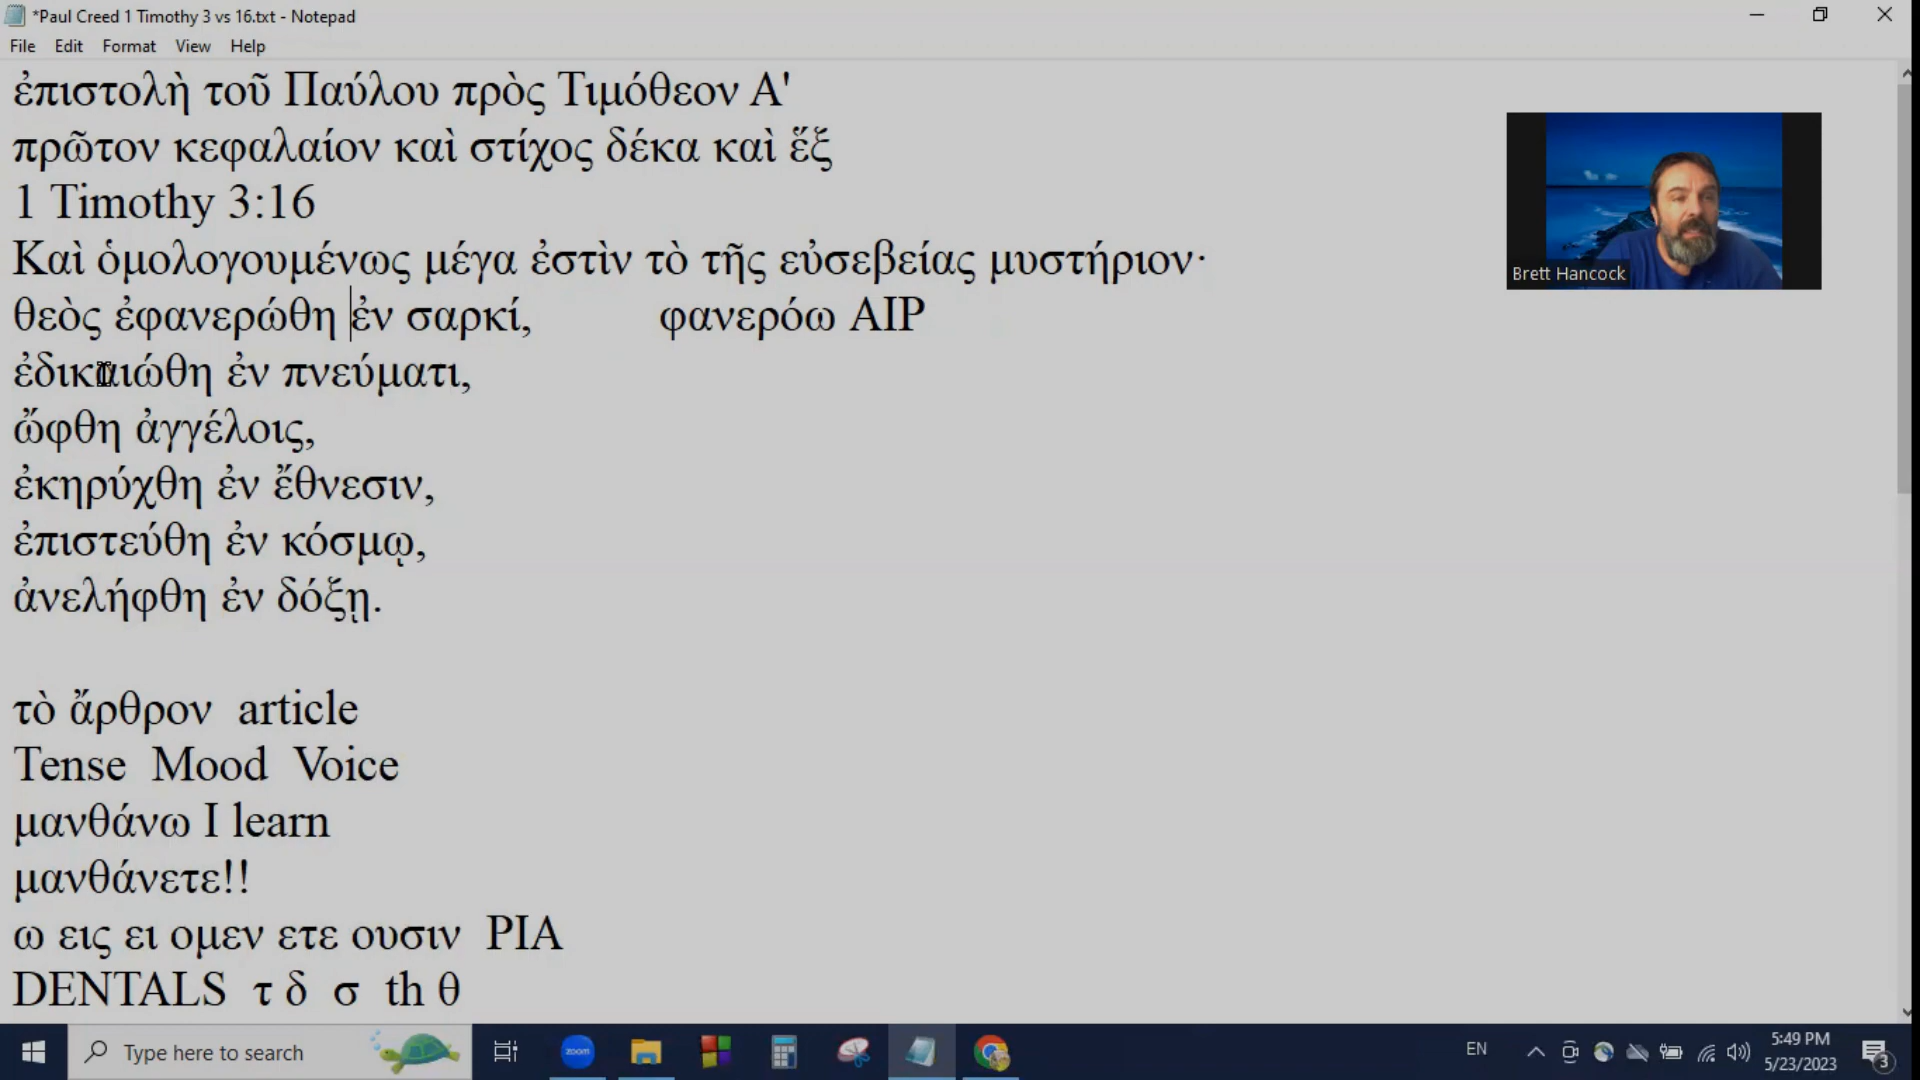 *Paul Creed 1 Timothy 3 vs 16.txt - Notepad
File Edit Format View Help
ἐπιστολὴ τοῦ Παύλου πρὸς Τιμόθεον Α'
πρῶτον κεφαλαίον καὶ στίχος δέκα καὶ ἕξ
1 Timothy 3:16
Καὶ ὁμολογουμένως μέγα ἐστὶν τὸ τῆς εὐσεβείας μυστήριον·
θεὸς ἐφανερώθη ἐν σαρκί, φανερόω AIP
ἐδικαιώθη ἐν πνεύματι,
ὤφθη ἀγγέλοις,
ἐκηρύχθη ἐν ἔθνεσιν,
ἐπιστεύθη ἐν κόσμῳ,
ἀνελήφθη ἐν δόξῃ.
τὸ ἄρθρον article
Tense Mood Voice
μανθάνω I learn
μανθάνετε!!
ω εις ει ομεν ετε ουσιν PIA
DENTALS τ δ σ th θ
Brett Hancock
Type here to search
zoom
EN
5:49 PM
5/23/2023
3